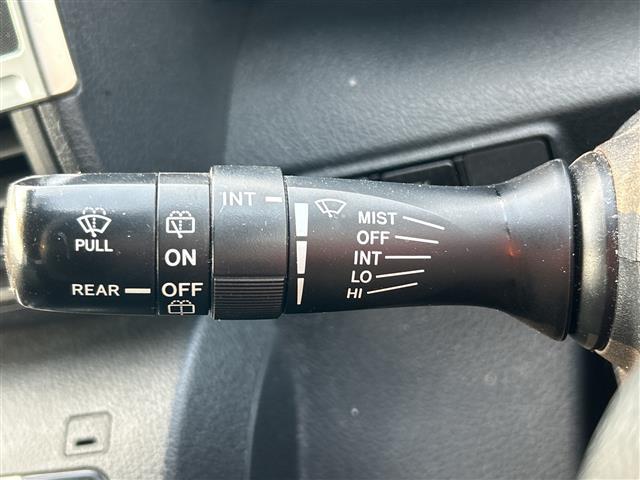 PULL
REAR
ON
OFF
INT
MIST
OFF
INT
LO
HI